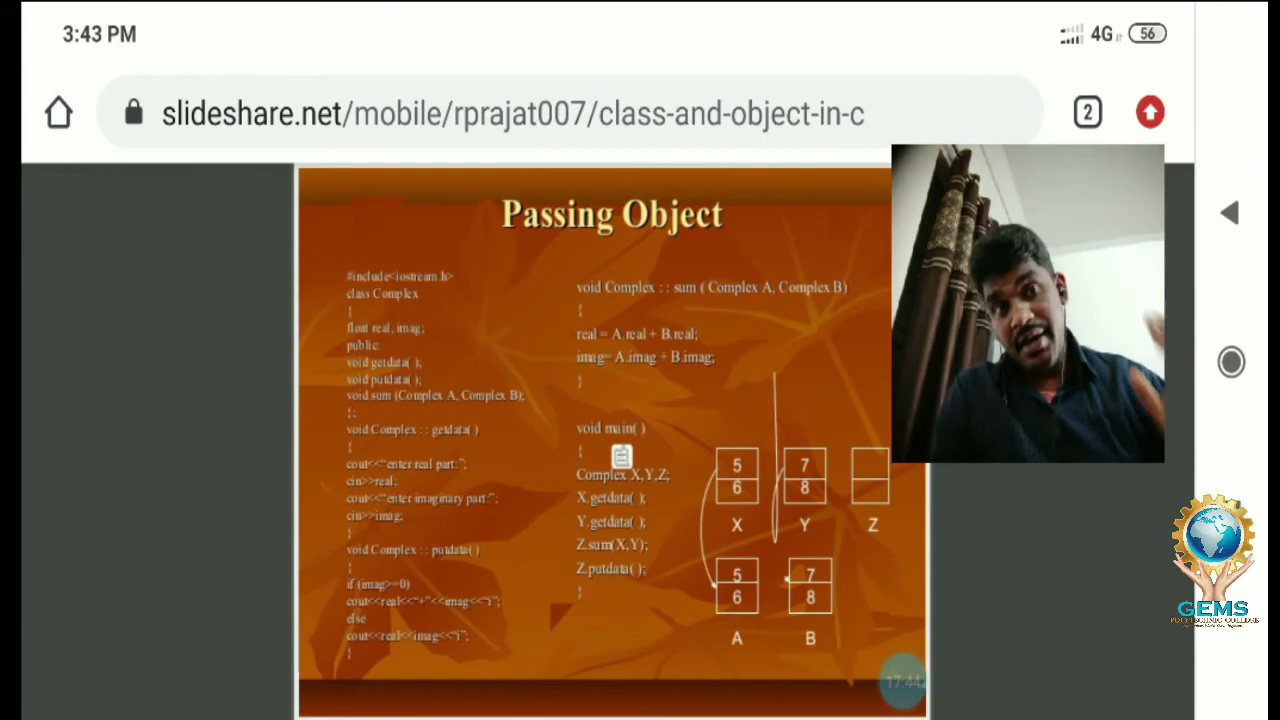 3:43 PM
4G 56
slideshare.net/mobile/rprajat007/class-and-object-in-c
2
Passing Object
#include<iostream.h>
class Complex
{
float real, imag;
public:
void getdata( );
void putdata( );
void sum (Complex A, Complex B);
};
void Complex : : getdata( )
{
cout<<"enter real part:";
cin>>real;
cout<<"enter imaginary part:";
cin>>imag;
}
void Complex : : putdata( )
{
if (imag>=0)
cout<<real<<"+"<<imag<<"i";
else
cout<<real<<imag<<"i";
}
void Complex : : sum ( Complex A, Complex B)
{
real = A.real + B.real;
imag= A.imag + B.imag;
}
void main( )
{
Complex X,Y,Z;
X.getdata( );
Y.getdata( );
Z.sum(X,Y);
Z.putdata( );
}
5 7
6 8
X Y Z
5 7
6 8
A B
17:44
GEMS
POLYTECHNIC COLLEGE